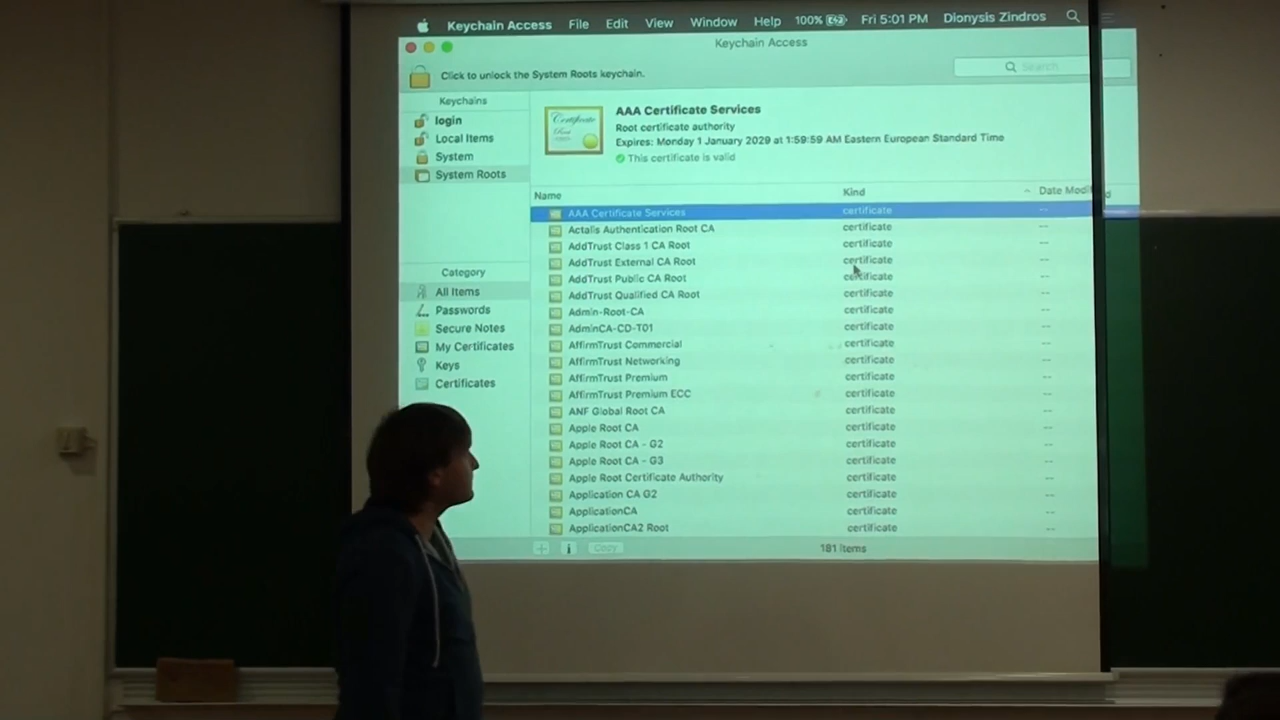 Keychain Access File Edit View Window Help 100% Fri 5:01 PM Dionysis Zindros
Keychain Access
Click to unlock the System Roots keychain.
Search
Keychains
login
Local Items
System
System Roots
AAA Certificate Services
Root certificate authority
Expires: Monday 1 January 2029 at 1:59:59 AM Eastern European Standard Time
This certificate is valid
Name Kind Date Modified
AAA Certificate Services certificate --
Actalis Authentication Root CA certificate --
AddTrust Class 1 CA Root certificate --
AddTrust External CA Root certificate --
AddTrust Public CA Root certificate --
AddTrust Qualified CA Root certificate --
Admin-Root-CA certificate --
AdminCA-CD-T01 certificate --
AffirmTrust Commercial certificate --
AffirmTrust Networking certificate --
AffirmTrust Premium certificate --
AffirmTrust Premium ECC certificate --
ANF Global Root CA certificate --
Apple Root CA certificate --
Apple Root CA - G2 certificate --
Apple Root CA - G3 certificate --
Apple Root Certificate Authority certificate --
Application CA G2 certificate --
ApplicationCA certificate --
ApplicationCA2 Root certificate --
Category
All Items
Passwords
Secure Notes
My Certificates
Keys
Certificates
Copy
181 items